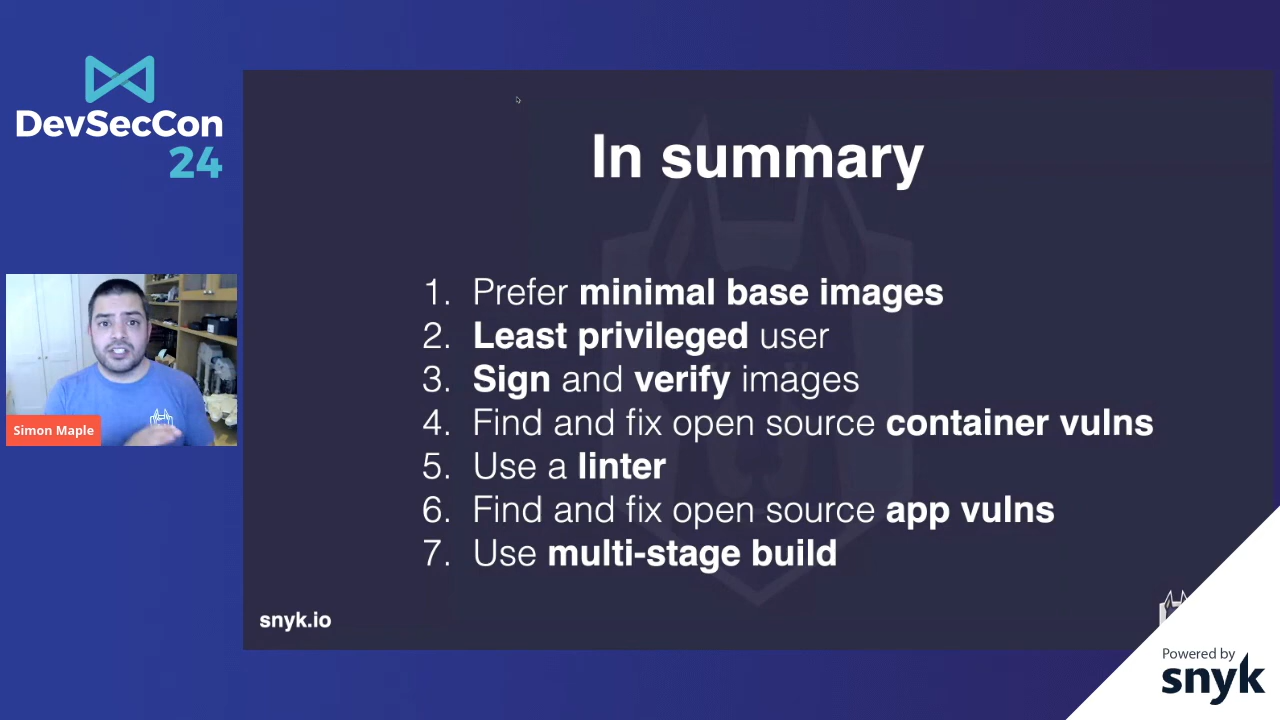 DevSecCon
24
Simon Maple
In summary
1. Prefer minimal base images
2. Least privileged user
3. Sign and verify images
4. Find and fix open source container vulns
5. Use a linter
6. Find and fix open source app vulns
7. Use multi-stage build
snyk.io
Powered by
snyk